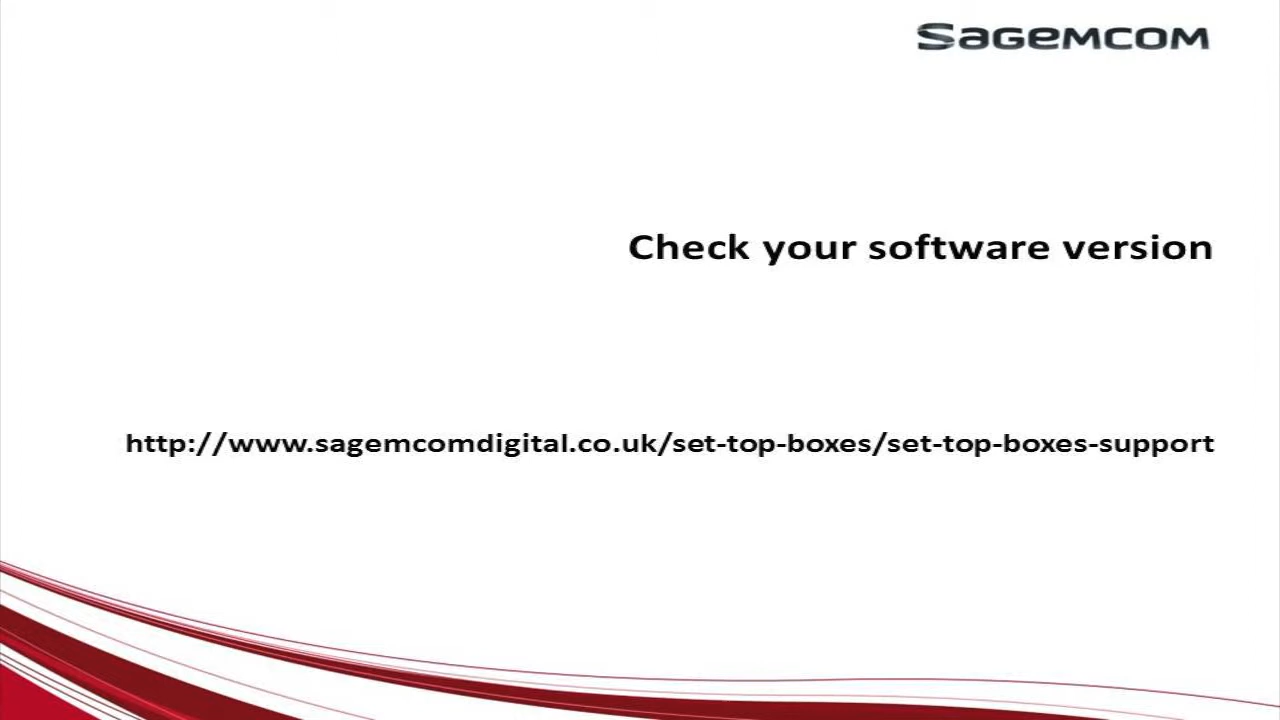 Sagemcom
Check your software version
http://www.sagemcomdigital.co.uk/set-top-boxes/set-top-boxes-support